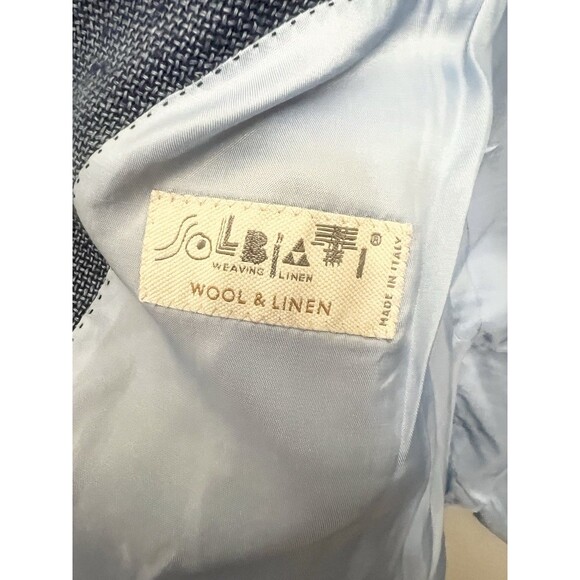 SOLBIATI®
WEAVING LINEN
WOOL & LINEN
MADE IN ITALY